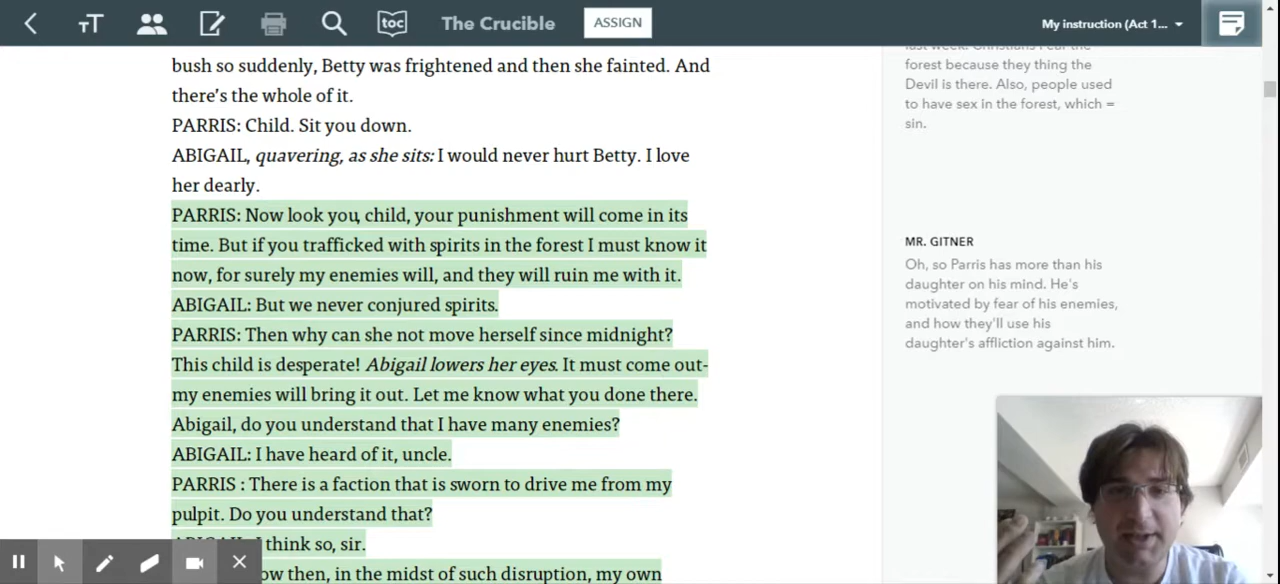 TT
toc
The Crucible
ASSIGN
My instruction (Act 1...
bush so suddenly, Betty was frightened and then she fainted. And
there's the whole of it.
PARRIS: Child. Sit you down.
ABIGAIL, quavering, as she sits: I would never hurt Betty. I love
her dearly.
PARRIS: Now look you, child, your punishment will come in its
time. But if you trafficked with spirits in the forest I must know it
now, for surely my enemies will, and they will ruin me with it.
ABIGAIL: But we never conjured spirits.
PARRIS: Then why can she not move herself since midnight?
This child is desperate! Abigail lowers her eyes. It must come out-
my enemies will bring it out. Let me know what you done there.
Abigail, do you understand that I have many enemies?
ABIGAIL: I have heard of it, uncle.
PARRIS : There is a faction that is sworn to drive me from my
pulpit. Do you understand that?
I think so, sir.
now then, in the midst of such disruption, my own
last week. Christians fear the
forest because they thing the
Devil is there. Also, people used
to have sex in the forest, which =
sin.
MR. GITNER
Oh, so Parris has more than his
daughter on his mind. He's
motivated by fear of his enemies,
and how they'll use his
daughter's affliction against him.